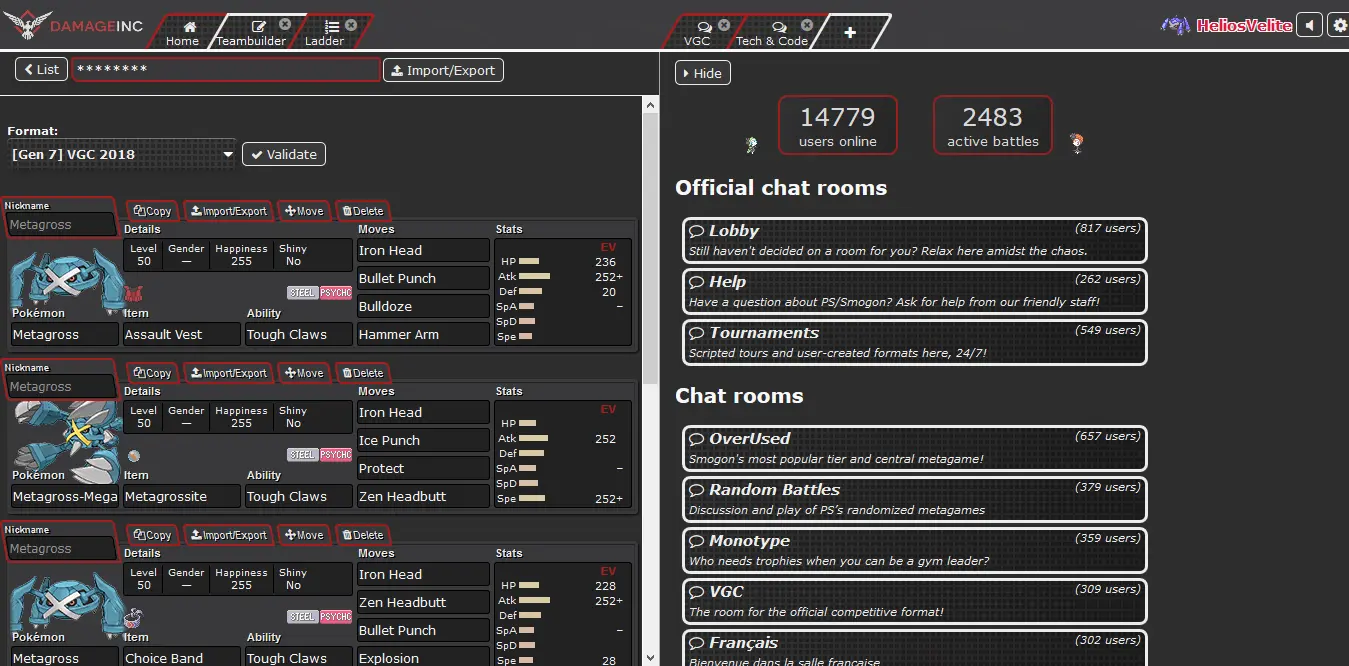 DAMAGEINC
Home
Teambuilder
Ladder
VGC
Tech & Code
+
HeliosVelite
List
********
Import/Export
Format:
[Gen 7] VGC 2018
Validate
Nickname
Metagross
Copy
Import/Export
Move
Delete
Details
Moves
Stats
Level
50
Gender
—
Happiness
255
Shiny
No
STEEL PSYCHC
Pokémon
Metagross
Item
Assault Vest
Ability
Tough Claws
Iron Head
Bullet Punch
Bulldoze
Hammer Arm
EV
HP 236
Atk 252+
Def 20
SpA –
SpD
Spe
Nickname
Metagross
Copy
Import/Export
Move
Delete
Details
Moves
Stats
Level
50
Gender
—
Happiness
255
Shiny
No
STEEL PSYCHC
Pokémon
Metagross-Mega
Item
Metagrossite
Ability
Tough Claws
Iron Head
Ice Punch
Protect
Zen Headbutt
EV
HP
Atk 252
Def
SpA –
SpD
Spe 252+
Nickname
Metagross
Copy
Import/Export
Move
Delete
Details
Moves
Stats
Level
50
Gender
—
Happiness
255
Shiny
No
STEEL PSYCHC
Pokémon
Metagross
Item
Choice Band
Ability
Tough Claws
Iron Head
Zen Headbutt
Bullet Punch
Explosion
EV
HP 228
Atk 252+
Def
SpA –
SpD
Spe 28
Hide
14779
users online
2483
active battles
Official chat rooms
Lobby (817 users)
Still haven't decided on a room for you? Relax here amidst the chaos.
Help (262 users)
Have a question about PS/Smogon? Ask for help from our friendly staff!
Tournaments (549 users)
Scripted tours and user-created formats here, 24/7!
Chat rooms
OverUsed (657 users)
Smogon's most popular tier and central metagame!
Random Battles (379 users)
Discussion and play of PS's randomized metagames
Monotype (359 users)
Who needs trophies when you can be a gym leader?
VGC (309 users)
The room for the official competitive format!
Français (302 users)
Bienvenue dans la salle française